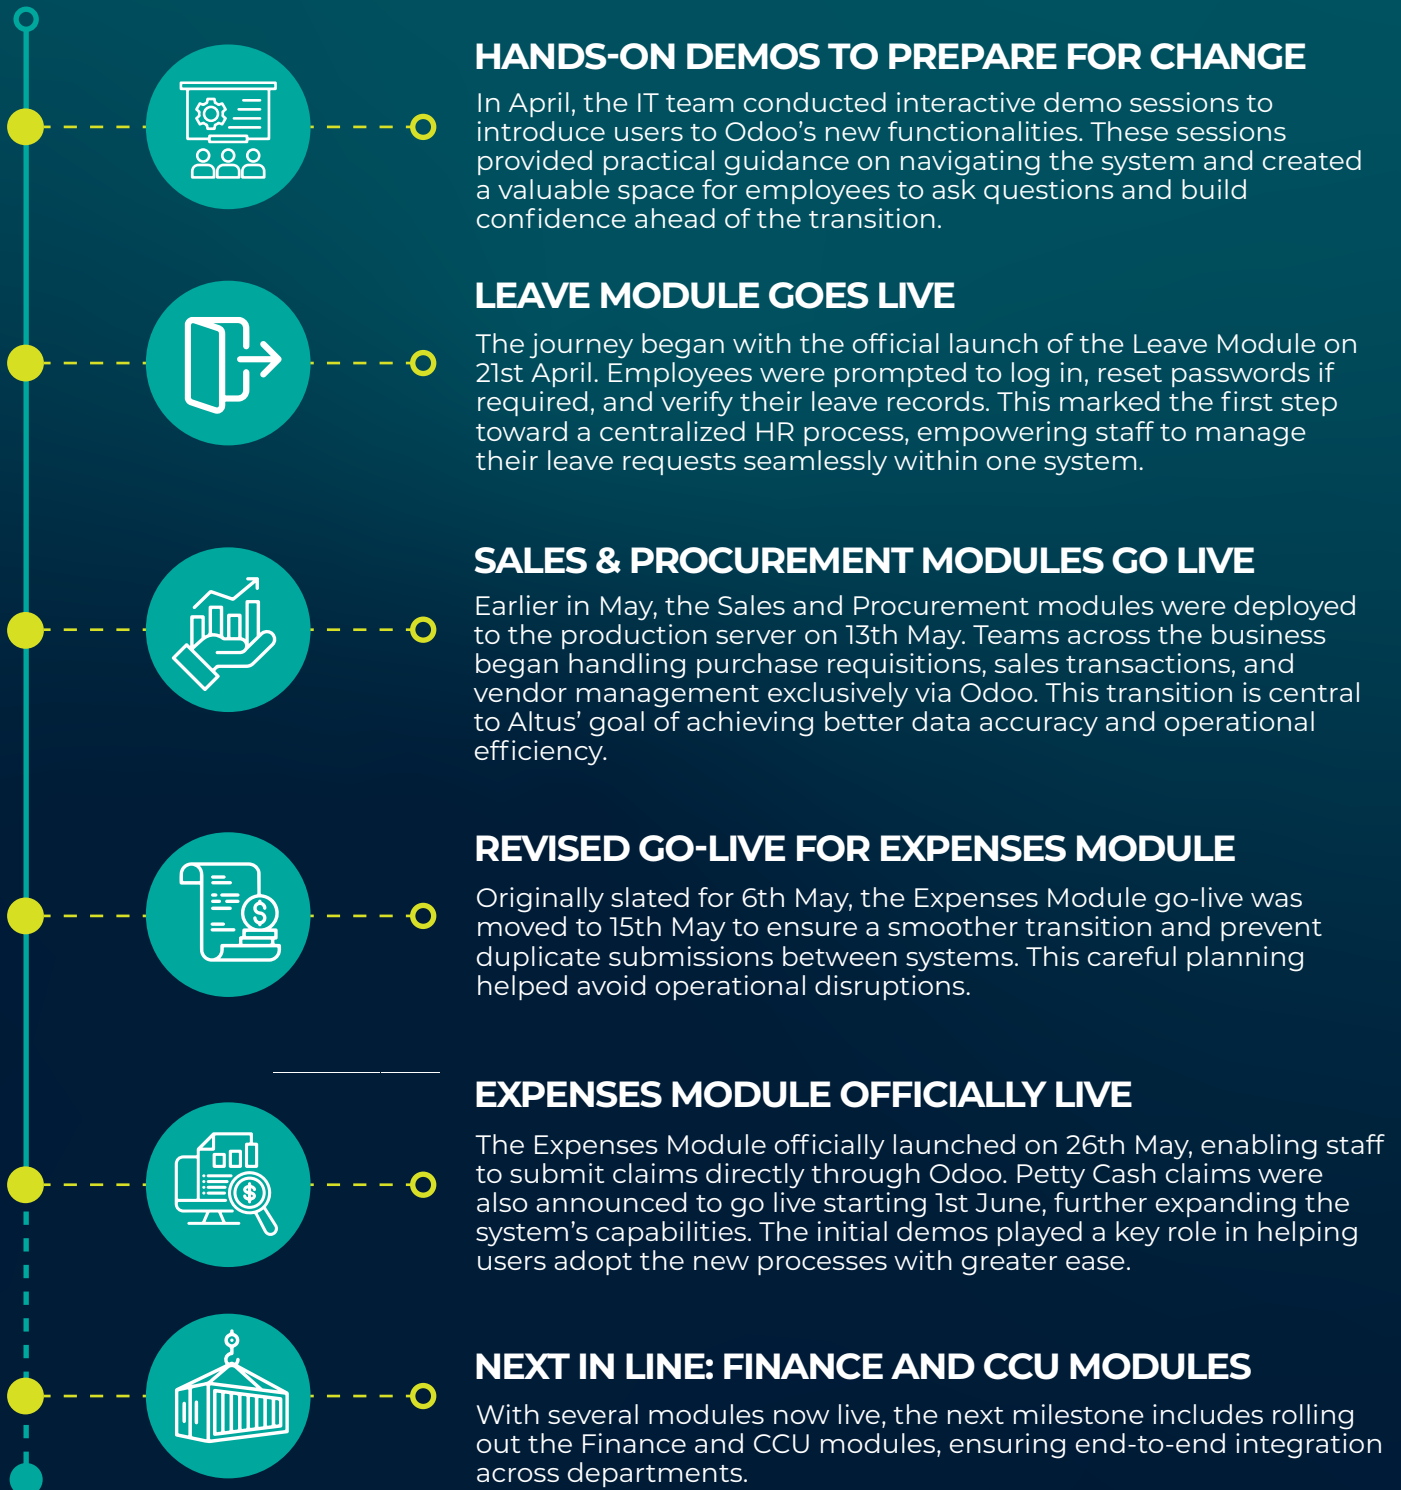 HANDS-ON DEMOS TO PREPARE FOR CHANGE
In April, the IT team conducted interactive demo sessions to
introduce users to Odoo’s new functionalities. These sessions
provided practical guidance on navigating the system and created
a valuable space for employees to ask questions and build
confidence ahead of the transition.
LEAVE MODULE GOES LIVE
The journey began with the official launch of the Leave Module on
21st April. Employees were prompted to log in, reset passwords if
required, and verify their leave records. This marked the first step
toward a centralized HR process, empowering staff to manage
their leave requests seamlessly within one system.
SALES & PROCUREMENT MODULES GO LIVE
Earlier in May, the Sales and Procurement modules were deployed
to the production server on 13th May. Teams across the business
began handling purchase requisitions, sales transactions, and
vendor management exclusively via Odoo. This transition is central
to Altus’ goal of achieving better data accuracy and operational
efficiency.
REVISED GO-LIVE FOR EXPENSES MODULE
Originally slated for 6th May, the Expenses Module go-live was
moved to 15th May to ensure a smoother transition and prevent
duplicate submissions between systems. This careful planning
helped avoid operational disruptions.
EXPENSES MODULE OFFICIALLY LIVE
The Expenses Module officially launched on 26th May, enabling staff
to submit claims directly through Odoo. Petty Cash claims were
also announced to go live starting 1st June, further expanding the
system’s capabilities. The initial demos played a key role in helping
users adopt the new processes with greater ease.
NEXT IN LINE: FINANCE AND CCU MODULES
With several modules now live, the next milestone includes rolling
out the Finance and CCU modules, ensuring end-to-end integration
across departments.